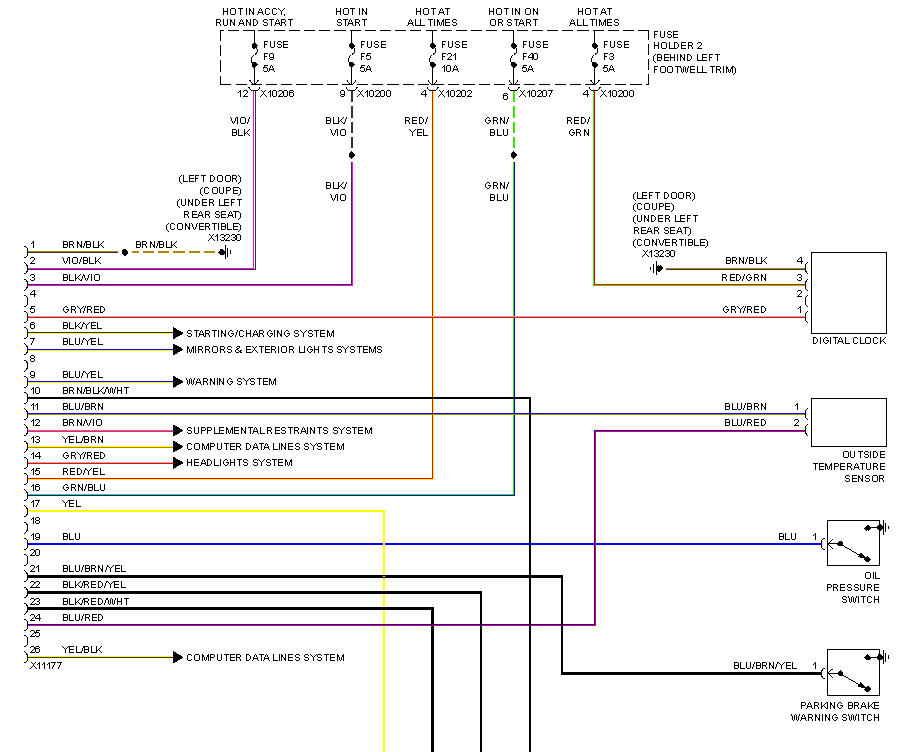 HOT IN ACCY,
RUN AND START
HOT IN
START
HOT AT
ALL TIMES
HOT IN ON
OR START
HOT AT
ALL TIMES
FUSE
F9
5A
FUSE
F5
5A
FUSE
F21
10A
FUSE
F40
5A
FUSE
F3
5A
FUSE
HOLDER 2
(BEHIND LEFT
FOOTWELL TRIM)
12 X10206
9 X10200
4 X10202
6 X10207
4 X10200
VIO/
BLK
BLK/
VIO
RED/
YEL
GRN/
BLU
RED/
GRN
BLK/
VIO
GRN/
BLU
(LEFT DOOR)
(COUPE)
(UNDER LEFT
REAR SEAT)
(CONVERTIBLE)
X13230
(LEFT DOOR)
(COUPE)
(UNDER LEFT
REAR SEAT)
(CONVERTIBLE)
X13230
1 BRN/BLK BRN/BLK
2 VIO/BLK
3 BLK/VIO
4
5 GRY/RED
6 BLK/YEL STARTING/CHARGING SYSTEM
7 BLU/YEL MIRRORS & EXTERIOR LIGHTS SYSTEMS
8
9 BLU/YEL WARNING SYSTEM
10 BRN/BLK/WHT
11 BLU/BRN
12 BRN/VIO SUPPLEMENTAL RESTRAINTS SYSTEM
13 YEL/BRN COMPUTER DATA LINES SYSTEM
14 GRY/RED HEADLIGHTS SYSTEM
15 RED/YEL
16 GRN/BLU
17 YEL
18
19 BLU
20
21 BLU/BRN/YEL
22 BLK/RED/YEL
23 BLK/RED/WHT
24 BLU/RED
25
26 YEL/BLK COMPUTER DATA LINES SYSTEM
X11177
BRN/BLK 4
RED/GRN 3
2
GRY/RED 1
DIGITAL CLOCK
BLU/BRN 1
BLU/RED 2
OUTSIDE
TEMPERATURE
SENSOR
BLU 1
OIL
PRESSURE
SWITCH
BLU/BRN/YEL 1
PARKING BRAKE
WARNING SWITCH